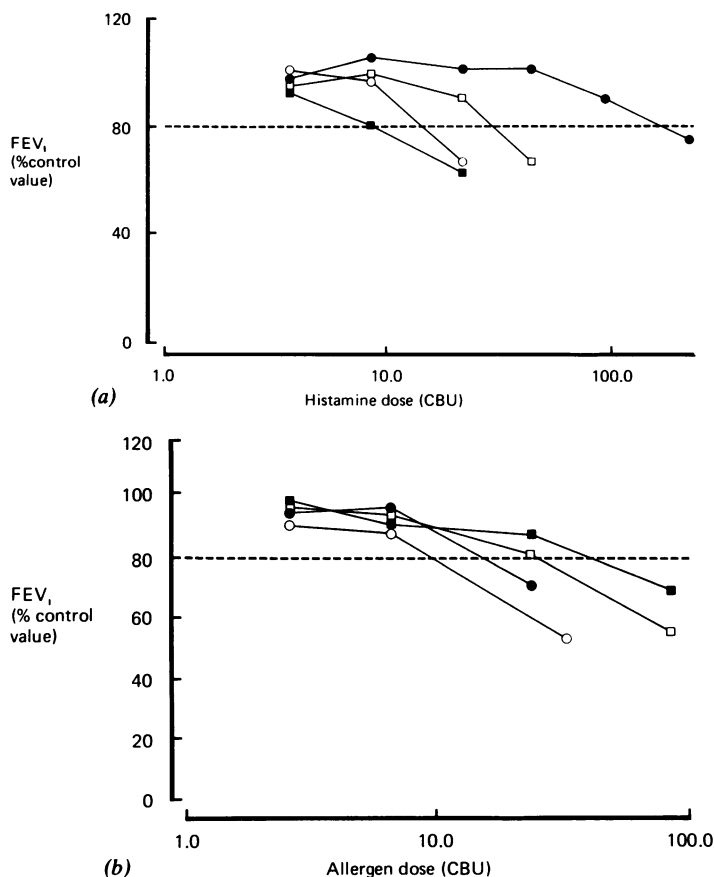 120
80
40
0
FEV₁
(%control
value)
1.0
10.0
100.0
Histamine dose (CBU)
(a)
120
100
80
60
40
20
0
FEV₁
(% control
value)
1.0
10.0
100.0
Allergen dose (CBU)
(b)